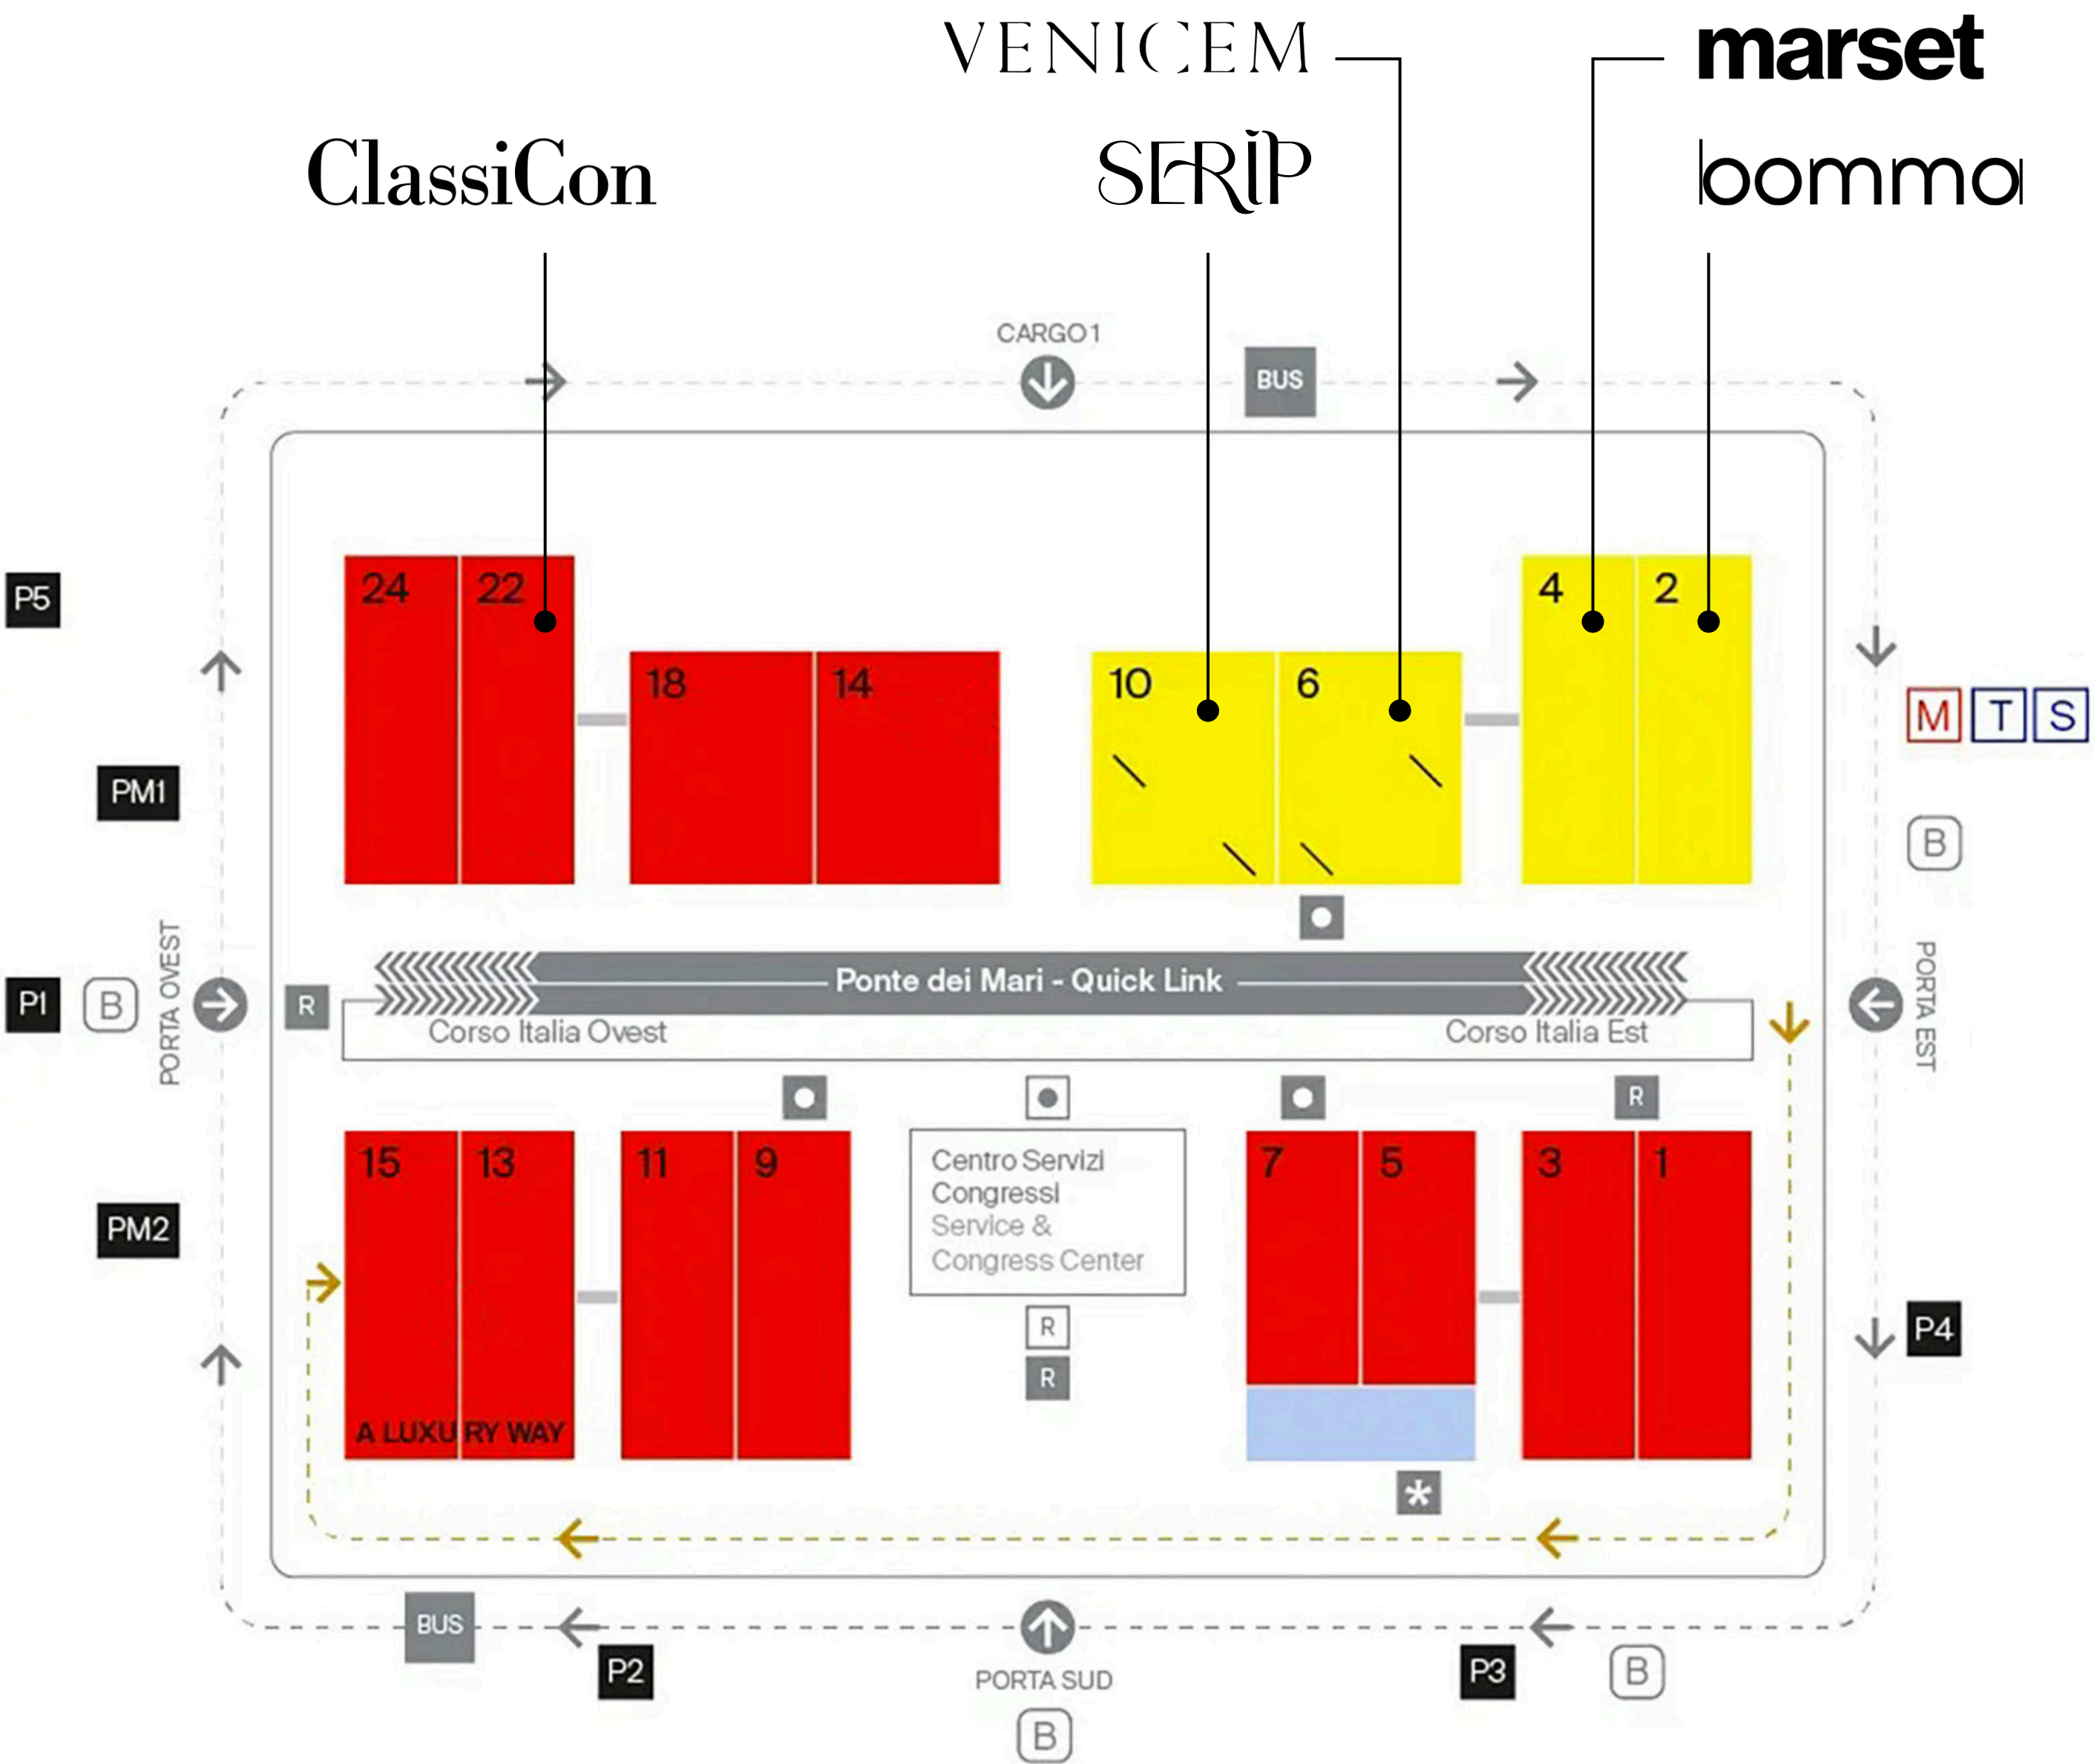 VENICEM
marset
ClassiCon
SERIP
bomma
CARGO 1
BUS
24
22
4
2
P5
18
14
10
6
M T S
PM1
B
PORTA OVEST
PORTA EST
Ponte dei Mari - Quick Link
P1
B
R
Corso Italia Ovest
Corso Italia Est
R
15
13
11
9
7
5
3
1
Centro Servizi
Congressi
Service &
Congress Center
PM2
R
R
P4
A LUXURY WAY
*
BUS
P2
PORTA SUD
P3
B
B